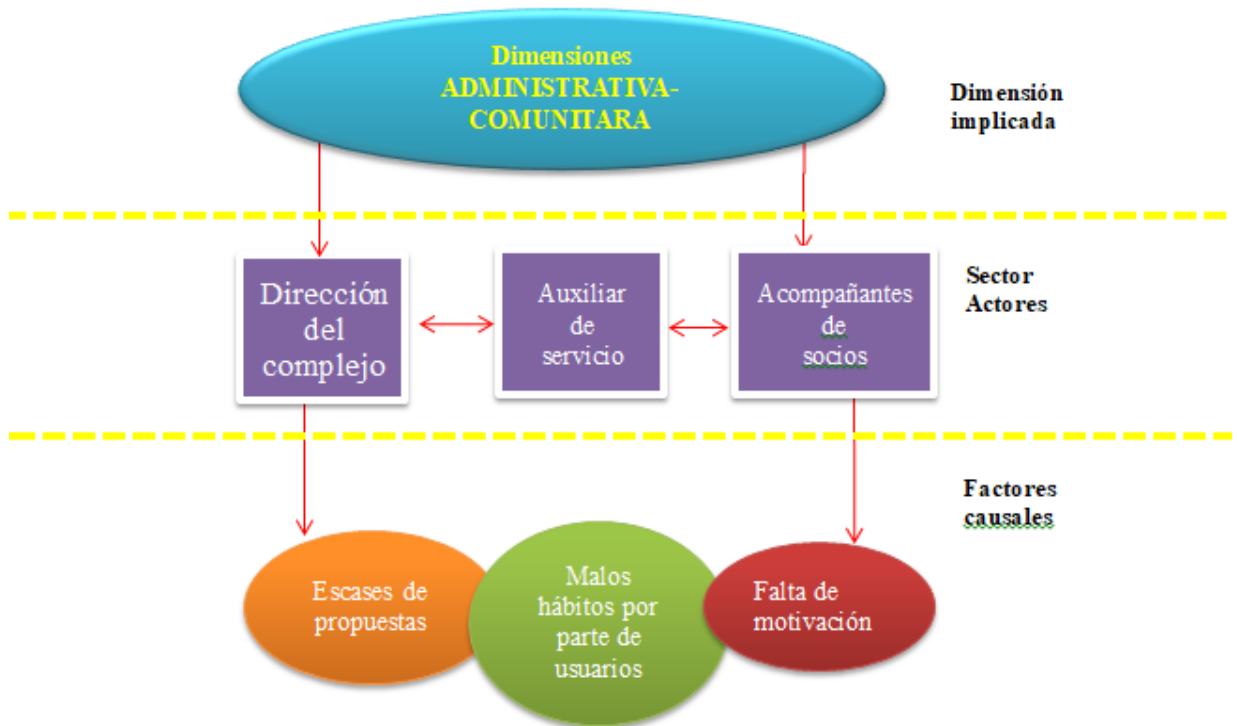 Dimensiones
ADMINISTRATIVA-
COMUNITARA
Dimensión
implicada
Dirección
del
complejo
Auxiliar
de
servicio
Acompañantes
de
socios
Sector
Actores
Factores
causales
Escases de
propuestas
Malos
hábitos por
parte de
usuarios
Falta de
motivación